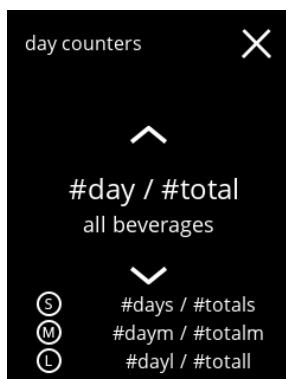 day counters
#day / #total
all beverages
S #days / #totals
M #daym / #totalm
L #dayl / #totall